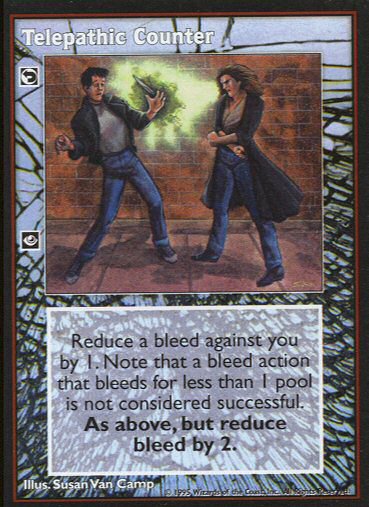 Telepathic Counter
Reduce a bleed against you
by 1. Note that a bleed action
that bleeds for less than 1 pool
is not considered successful.
As above, but reduce
bleed by 2.
Illus. Susan Van Camp
© 1995 Wizards of the Coast, Inc. All Rights Reserved.